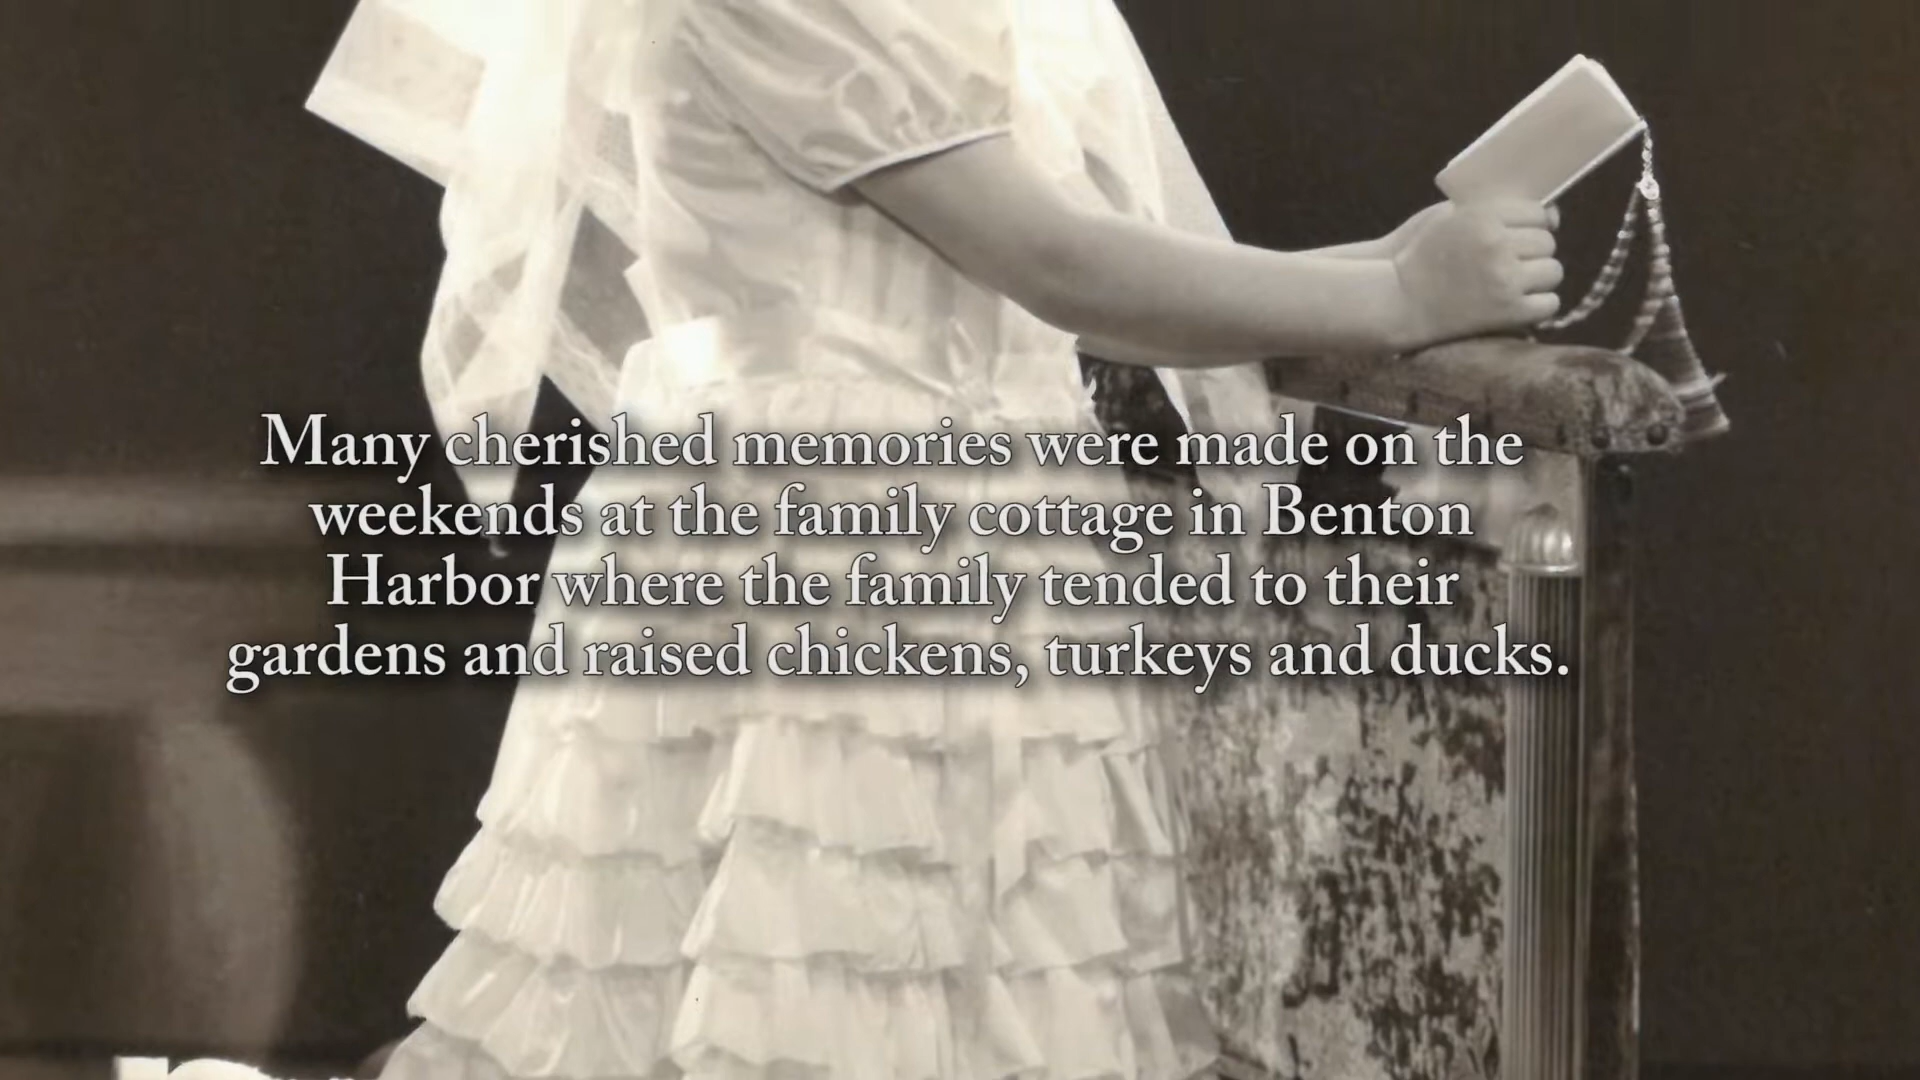 Many cherished memories were made on the
weekends at the family cottage in Benton
Harbor where the family tended to their
gardens and raised chickens, turkeys and ducks.